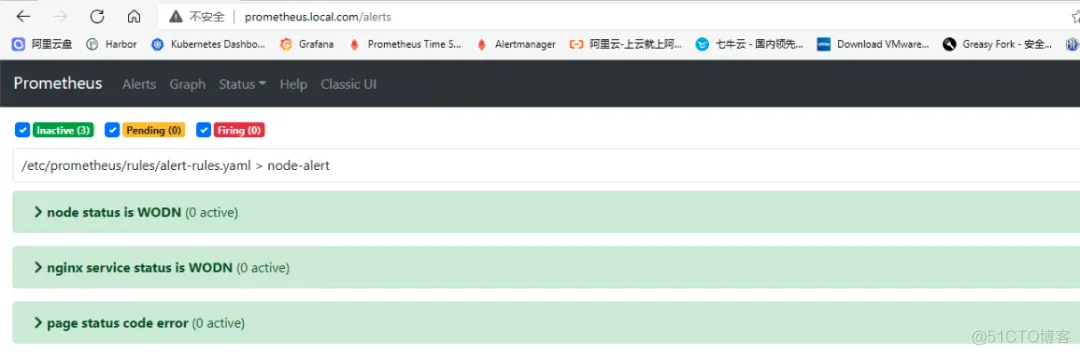 不安全 | prometheus.local.com/alerts
阿里云盘 Harbor Kubernetes Dashbo... Grafana Prometheus Time S... Alertmanager 阿里云-上云就上阿... 七牛云 - 国内领先... Download VMware... Greasy Fork - 安全...
Prometheus Alerts Graph Status Help Classic UI
Inactive (3) Pending (0) Firing (0)
/etc/prometheus/rules/alert-rules.yaml > node-alert
node status is WODN (0 active)
nginx service status is WODN (0 active)
page status code error (0 active)
@51CTO博客